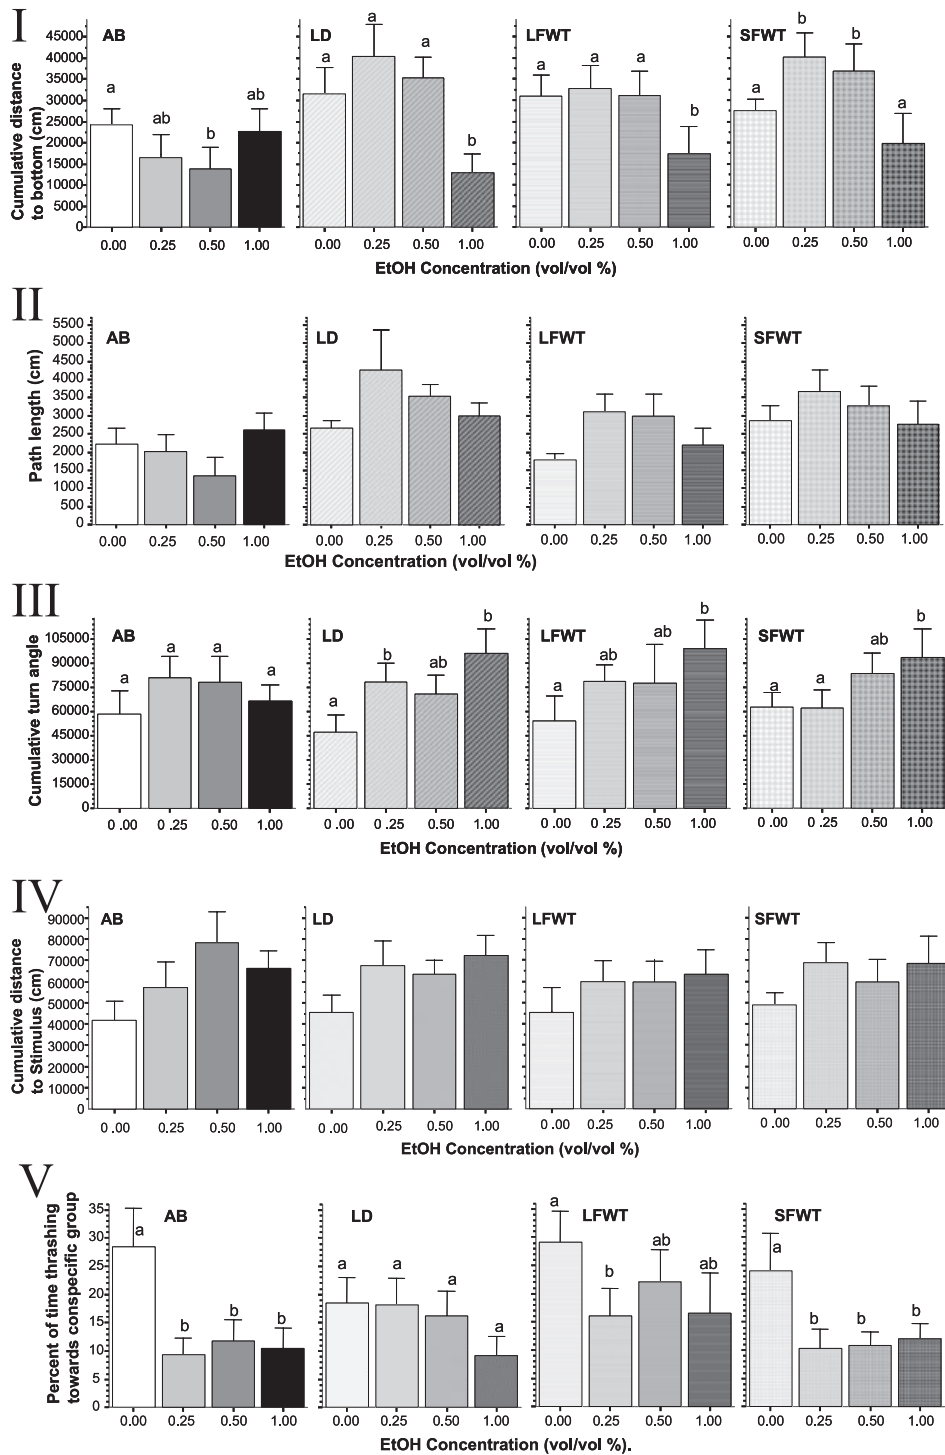 I
AB
LD
LFWT
SFWT
Cumulative distance
to bottom (cm)
45000
40000
35000
30000
25000
20000
15000
10000
5000
0
a ab b ab
a a a b
a a a b
a b b a
0.00 0.25 0.50 1.00 0.00 0.25 0.50 1.00 0.00 0.25 0.50 1.00 0.00 0.25 0.50 1.00
EtOH Concentration (vol/vol %)
II
AB
LD
LFWT
SFWT
Path length (cm)
5500
5000
4500
4000
3500
3000
2500
2000
1500
1000
500
0
0.00 0.25 0.50 1.00 0.00 0.25 0.50 1.00 0.00 0.25 0.50 1.00 0.00 0.25 0.50 1.00
EtOH Concentration (vol/vol %)
III
AB
LD
LFWT
SFWT
Cumulative turn angle
105000
90000
75000
60000
45000
30000
15000
0
a a a a
a b ab b
a ab ab b
a a ab b
0 .00 0 .25 0.50 1.00 0 .00 0 .25 0.50 1.00 0 .00 0 .25 0.50 1.00 0 .00 0 .25 0.50 1.00
EtOH Concentration (vol/vol %)
IV
AB
LD
LFWT
SFWT
Cumulative distance
to Stimulus (cm)
90000
80000
70000
60000
50000
40000
30000
20000
10000
0
0 .00 0.25 0.50 1.00 0 .00 0.25 0.50 1.00 0 .00 0.25 0.50 1.00 0 .00 0.25 0.50 1.00
EtOH Concentration (vol/vol %)
V
AB
LD
LFWT
SFWT
Percent of time thrashing
towards conspecific group
35
30
25
20
15
10
5
0
a b b b
a a a a
a b ab ab
a b b b
0.00 0.25 0.50 1.00 0.00 0.25 0.50 1.00 0.00 0.25 0.50 1.00 0.00 0.25 0.50 1.00
EtOH Concentration (vol/vol %).